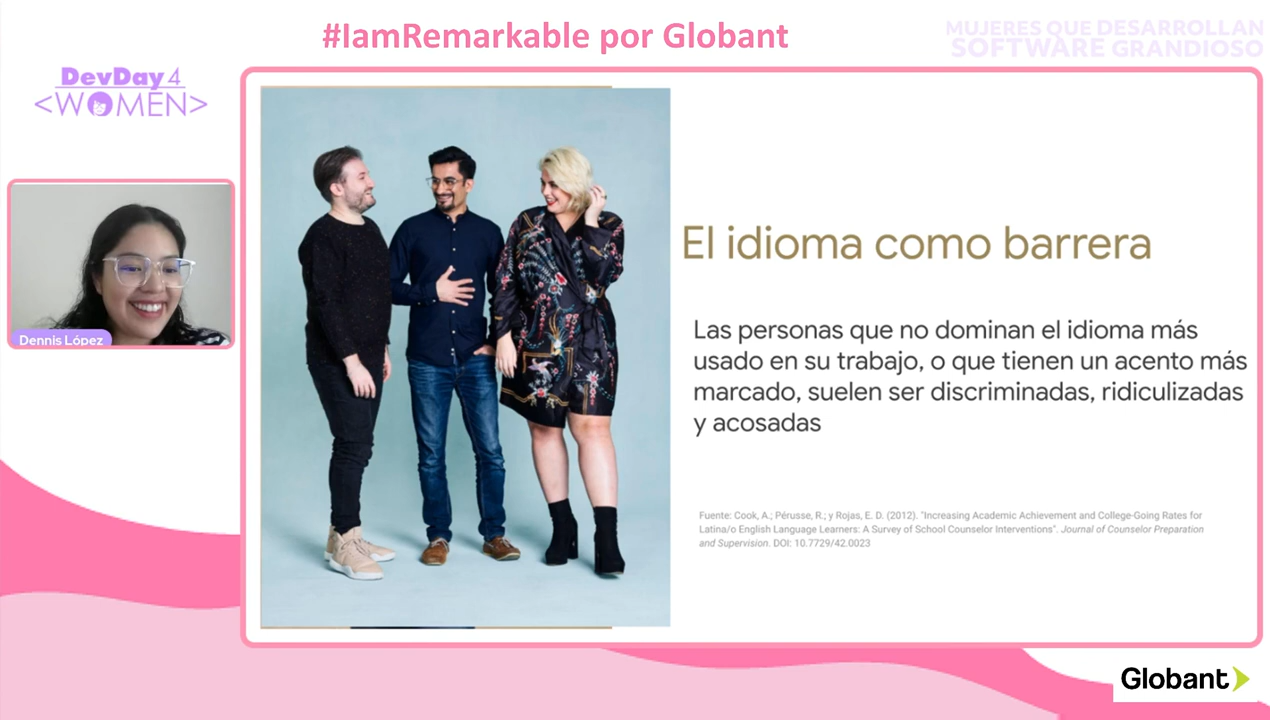 #IamRemarkable por Globant
MUJERES QUE DESARROLLAN
SOFTWARE GRANDIOSO
DevDay 4
<WOMEN>
Dennis López
El idioma como barrera
Las personas que no dominan el idioma más
usado en su trabajo, o que tienen un acento más
marcado, suelen ser discriminadas, ridiculizadas
y acosadas
Fuente: Cook, A.; Pérusse, R.; y Rojas, E. D. (2012). "Increasing Academic Achievement and College-Going Rates for
Latina/o English Language Learners: A Survey of School Counselor Interventions". Journal of Counselor Preparation
and Supervision. DOI: 10.7729/42.0023
Globant